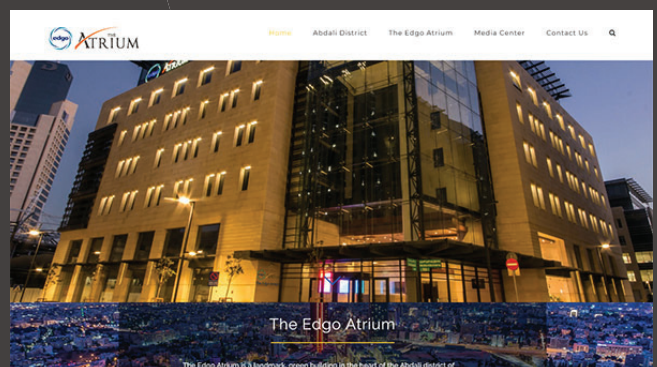 edgo THE ATRIUM
Home Abdali District The Edgo Atrium Media Center Contact Us
The Edgo Atrium
The Edgo Atrium is a landmark, green building in the head of the Abdali district of